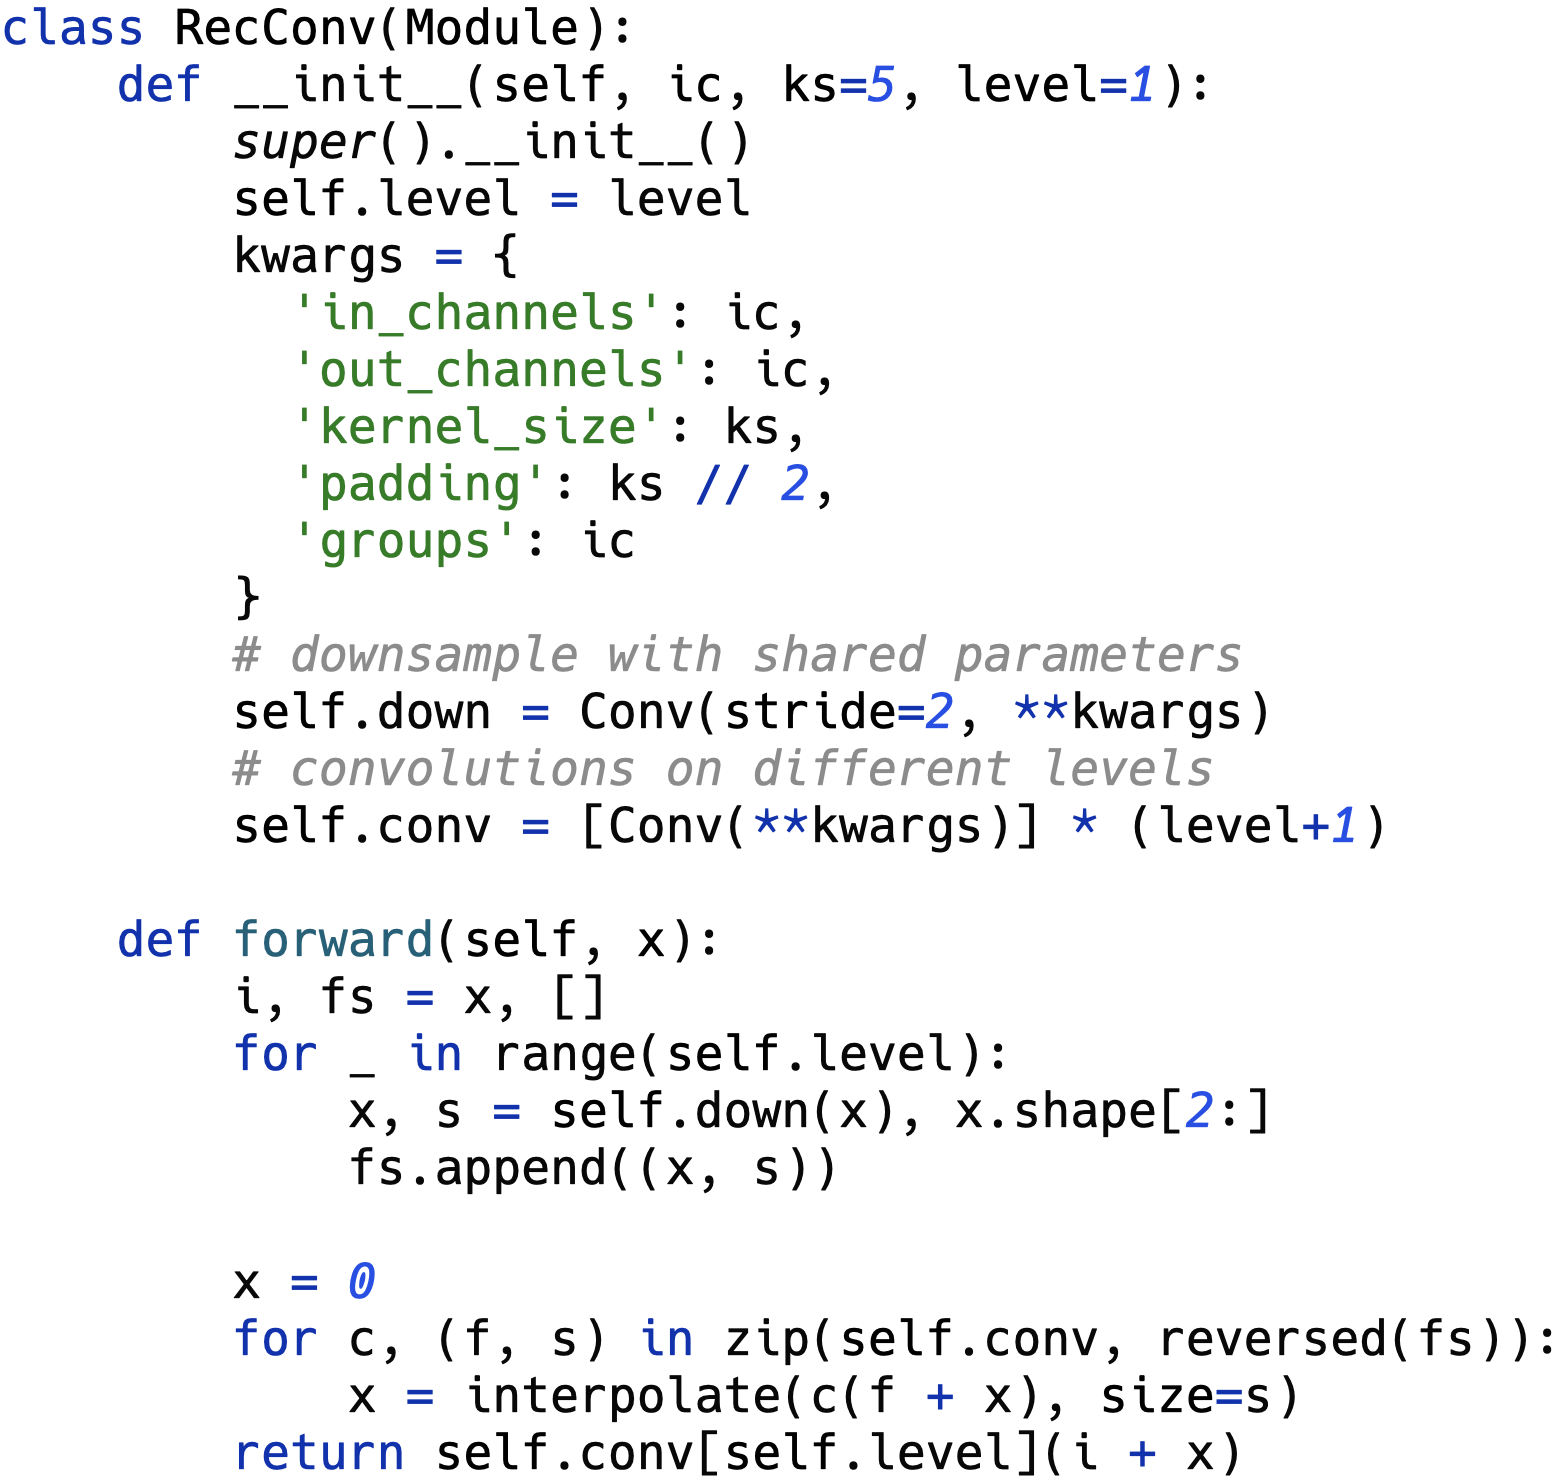 class RecConv(Module):
    def __init__(self, ic, ks=5, level=1):
        super().__init__()
        self.level = level
        kwargs = {
          'in_channels': ic,
          'out_channels': ic,
          'kernel_size': ks,
          'padding': ks // 2,
          'groups': ic
        }
        # downsample with shared parameters
        self.down = Conv(stride=2, **kwargs)
        # convolutions on different levels
        self.conv = [Conv(**kwargs)] * (level+1)

    def forward(self, x):
        i, fs = x, []
        for _ in range(self.level):
            x, s = self.down(x), x.shape[2:]
            fs.append((x, s))

        x = 0
        for c, (f, s) in zip(self.conv, reversed(fs)):
            x = interpolate(c(f + x), size=s)
        return self.conv[self.level](i + x)